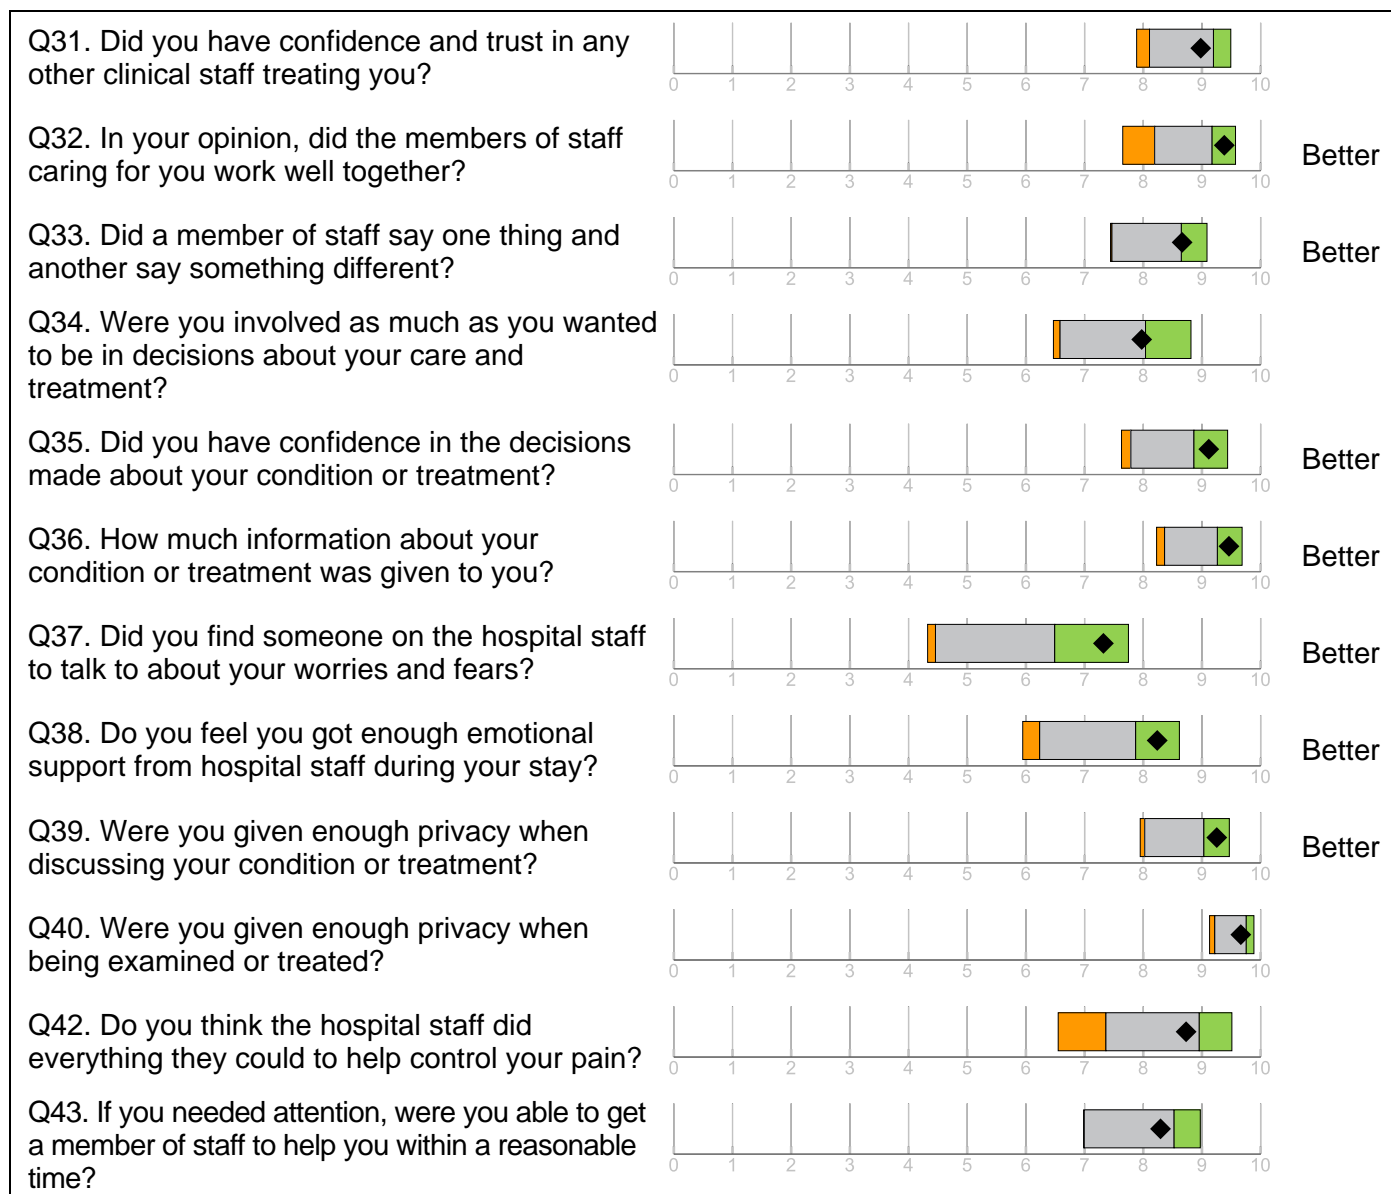 Q31. Did you have confidence and trust in any
other clinical staff treating you?
0 1 2 3 4 5 6 7 8 9 10
Q32. In your opinion, did the members of staff
caring for you work well together?
Better
0 1 2 3 4 5 6 7 8 9 10
Q33. Did a member of staff say one thing and
another say something different?
Better
0 1 2 3 4 5 6 7 8 9 10
Q34. Were you involved as much as you wanted
to be in decisions about your care and
treatment?
0 1 2 3 4 5 6 7 8 9 10
Q35. Did you have confidence in the decisions
made about your condition or treatment?
Better
0 1 2 3 4 5 6 7 8 9 10
Q36. How much information about your
condition or treatment was given to you?
Better
0 1 2 3 4 5 6 7 8 9 10
Q37. Did you find someone on the hospital staff
to talk to about your worries and fears?
Better
0 1 2 3 4 5 6 7 8 9 10
Q38. Do you feel you got enough emotional
support from hospital staff during your stay?
Better
0 1 2 3 4 5 6 7 8 9 10
Q39. Were you given enough privacy when
discussing your condition or treatment?
Better
0 1 2 3 4 5 6 7 8 9 10
Q40. Were you given enough privacy when
being examined or treated?
0 1 2 3 4 5 6 7 8 9 10
Q42. Do you think the hospital staff did
everything they could to help control your pain?
0 1 2 3 4 5 6 7 8 9 10
Q43. If you needed attention, were you able to get
a member of staff to help you within a reasonable
time?
0 1 2 3 4 5 6 7 8 9 10